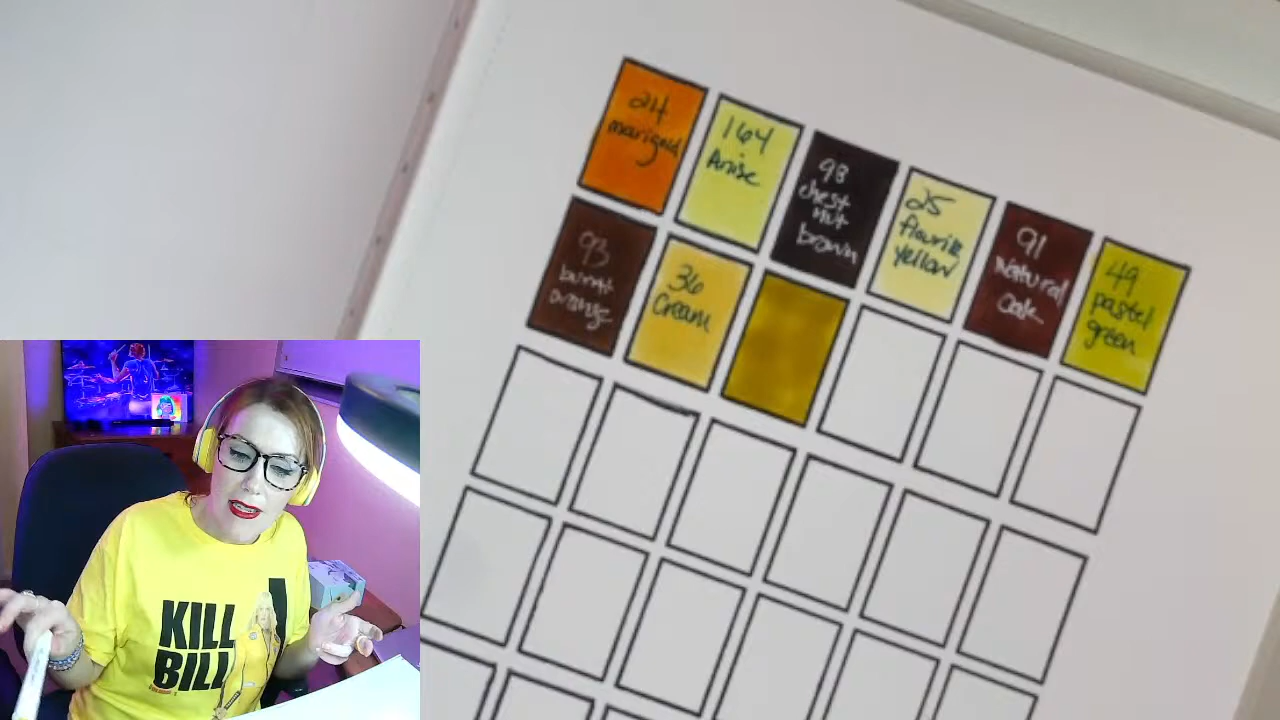 24
marigold
164
Anise
98
chest
nut
brown
25
flourite
yellow
91
Natural
Oak
49
pastel
green
93
burnt
orange
36
Cream
KILL
BILL